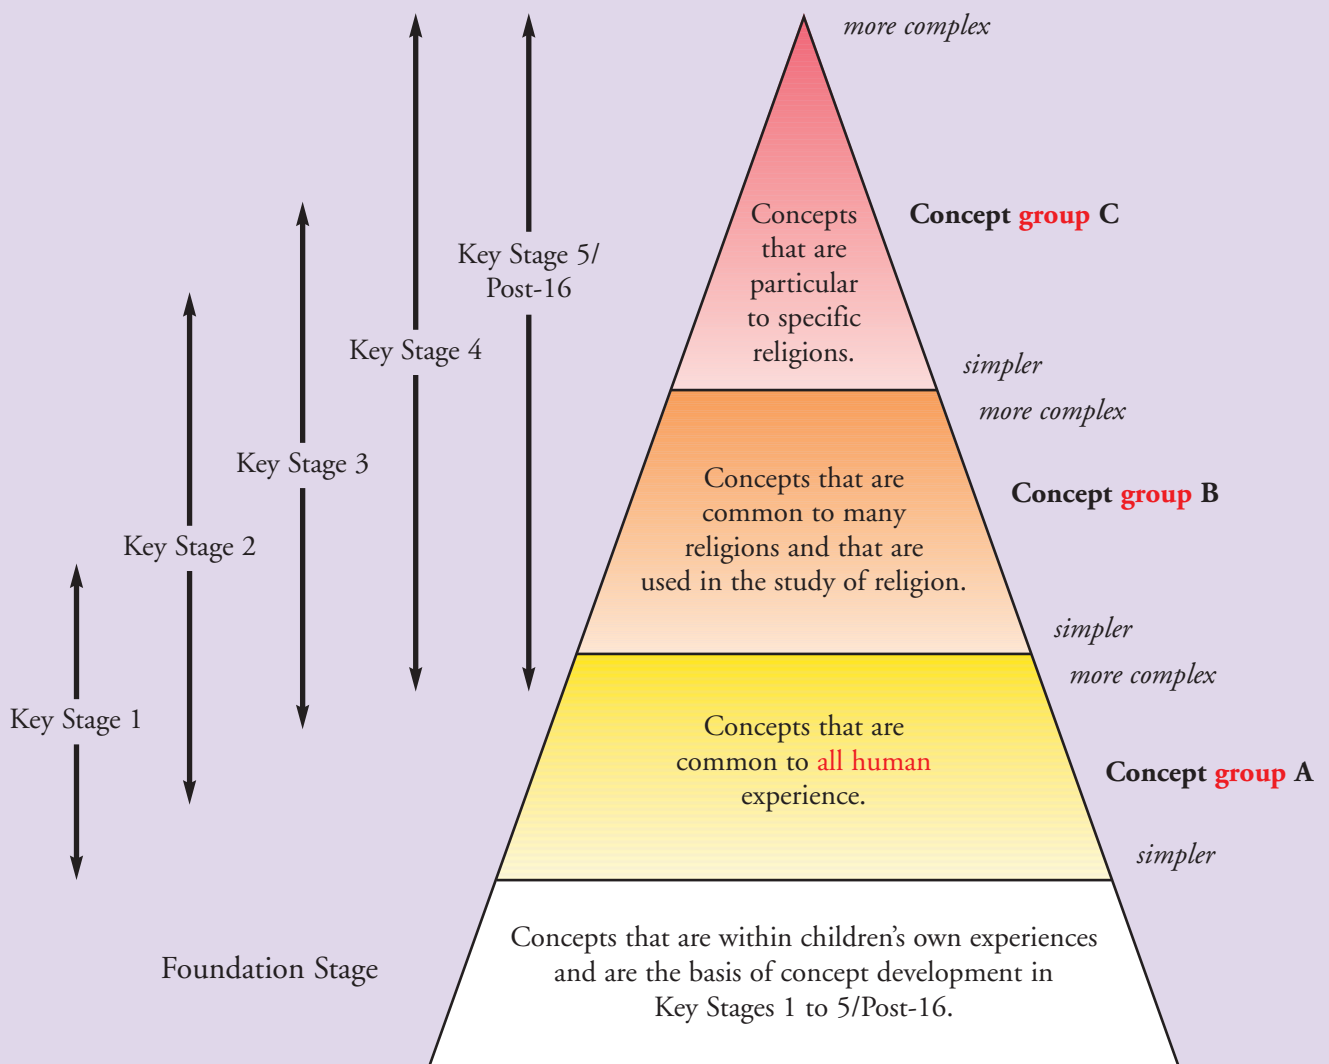 more complex
Concepts
that are
particular
to specific
religions.
Concept group C
Key Stage 5/
Post-16
Key Stage 4
simpler
more complex
Key Stage 3
Concepts that are
common to many
religions and that are
used in the study of religion.
Concept group B
Key Stage 2
simpler
more complex
Key Stage 1
Concepts that are
common to all human
experience.
Concept group A
simpler
Foundation Stage
Concepts that are within children’s own experiences
and are the basis of concept development in
Key Stages 1 to 5/Post-16.